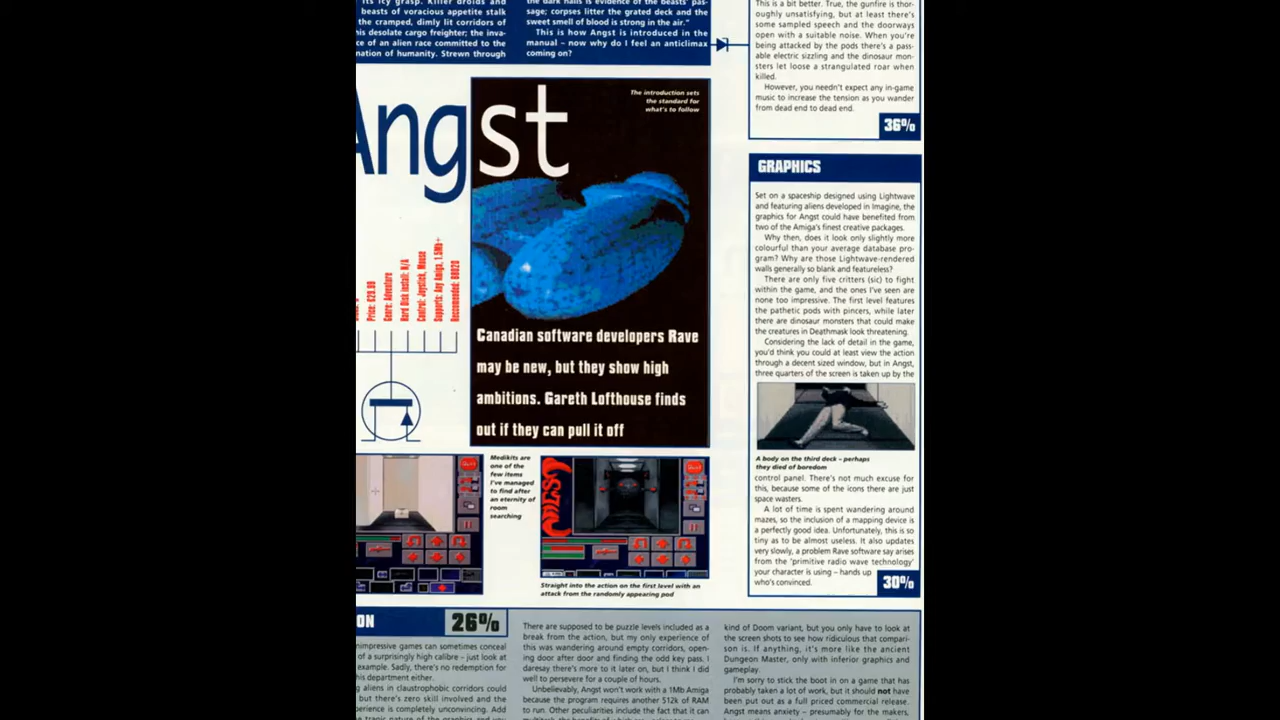 its icy grasp. Killer droids and
beasts of voracious appetite stalk
the cramped, dimly lit corridors of
his desolate cargo freighter; the inva-
ce of an alien race committed to the
nation of humanity. Strewn through
the dark halls is evidence of the beasts' pas-
sage; corpses litter the grated deck and the
sweet smell of blood is strong in the air."
This is how Angst is introduced in the
manual – now why do I feel an anticlimax
coming on?
Angst
The introduction sets
the standard for
what's to follow
Price: £29.99
Genre: Adventure
Hard Disk install: N/A
Control: Joystick, Mouse
Supports: Any Amiga, 1.5Mb+
Recommended: 68020
Canadian software developers Rave
may be new, but they show high
ambitions. Gareth Lofthouse finds
out if they can pull it off
Medikits are
one of the
few items
I've managed
to find after
an eternity of
room
searching
Straight into the action on the first level with an
attack from the randomly appearing pod
This is a bit better. True, the gunfire is thor-
oughly unsatisfying, but at least there's
some sampled speech and the doorways
open with a suitable noise. When you're
being attacked by the pods there's a pass-
able electric sizzling and the dinosaur mon-
sters let loose a strangulated roar when
killed.
However, you needn't expect any in-game
music to increase the tension as you wander
from dead end to dead end.
36%
GRAPHICS
Set on a spaceship designed using Lightwave
and featuring aliens developed in Imagine, the
graphics for Angst could have benefited from
two of the Amiga's finest creative packages.
Why then, does it look only slightly more
colourful than your average database pro-
gram? Why are those Lightwave-rendered
walls generally so blank and featureless?
There are only five critters (sic) to fight
within the game, and the ones I've seen are
none too impressive. The first level features
the pathetic pods with pincers, while later
there are dinosaur monsters that could make
the creatures in Deathmask look threatening.
Considering the lack of detail in the game,
you'd think you could at least view the action
through a decent sized window, but in Angst,
three quarters of the screen is taken up by the
A body on the third deck – perhaps
they died of boredom
control panel. There's not much excuse for
this, because some of the icons there are just
space wasters.
A lot of time is spent wandering around
mazes, so the inclusion of a mapping device is
a perfectly good idea. Unfortunately, this is so
tiny as to be almost useless. It also updates
very slowly, a problem Rave software say arises
from the 'primitive radio wave technology'
your character is using – hands up
who's convinced.
30%
ON
26%
nimpressive games can sometimes conceal
of a surprisingly high calibre – just look at
example. Sadly, there's no redemption for
his department either.
g aliens in claustrophobic corridors could
but there's zero skill involved and the
perience is completely unconvincing. Add
There are supposed to be puzzle levels included as a
break from the action, but my only experience of
this was wandering around empty corridors, open-
ing door after door and finding the odd key pass. I
daresay there's more to it later on, but I think I did
well to persevere for a couple of hours.
Unbelievably, Angst won't work with a 1Mb Amiga
because the program requires another 512k of RAM
to run. Other peculiarities include the fact that it can
kind of Doom variant, but you only have to look at
the screen shots to see how ridiculous that compari-
son is. If anything, it's more like the ancient
Dungeon Master, only with inferior graphics and
gameplay.
I'm sorry to stick the boot in on a game that has
probably taken a lot of work, but it should not have
been put out as a full priced commercial release.
Angst means anxiety – presumably for the makers,